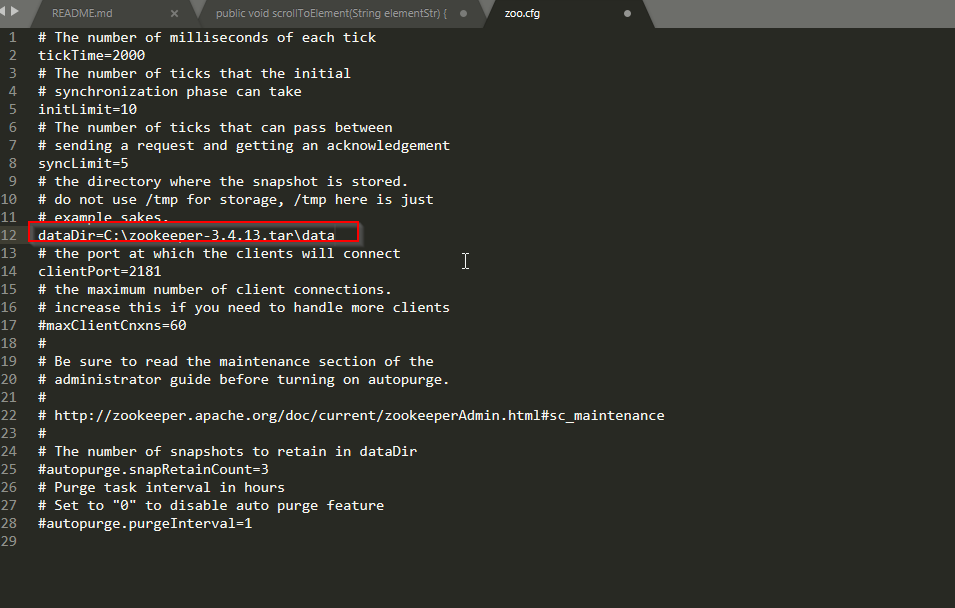 README.md
public void scrollToElement(String elementStr) {
zoo.cfg
1 # The number of milliseconds of each tick
2 tickTime=2000
3 # The number of ticks that the initial
4 # synchronization phase can take
5 initLimit=10
6 # The number of ticks that can pass between
7 # sending a request and getting an acknowledgement
8 syncLimit=5
9 # the directory where the snapshot is stored.
10 # do not use /tmp for storage, /tmp here is just
11 # example sakes.
12 dataDir=C:\zookeeper-3.4.13.tar\data
13 # the port at which the clients will connect
14 clientPort=2181
15 # the maximum number of client connections.
16 # increase this if you need to handle more clients
17 #maxClientCnxns=60
18 #
19 # Be sure to read the maintenance section of the
20 # administrator guide before turning on autopurge.
21 #
22 # http://zookeeper.apache.org/doc/current/zookeeperAdmin.html#sc_maintenance
23 #
24 # The number of snapshots to retain in dataDir
25 #autopurge.snapRetainCount=3
26 # Purge task interval in hours
27 # Set to "0" to disable auto purge feature
28 #autopurge.purgeInterval=1
29